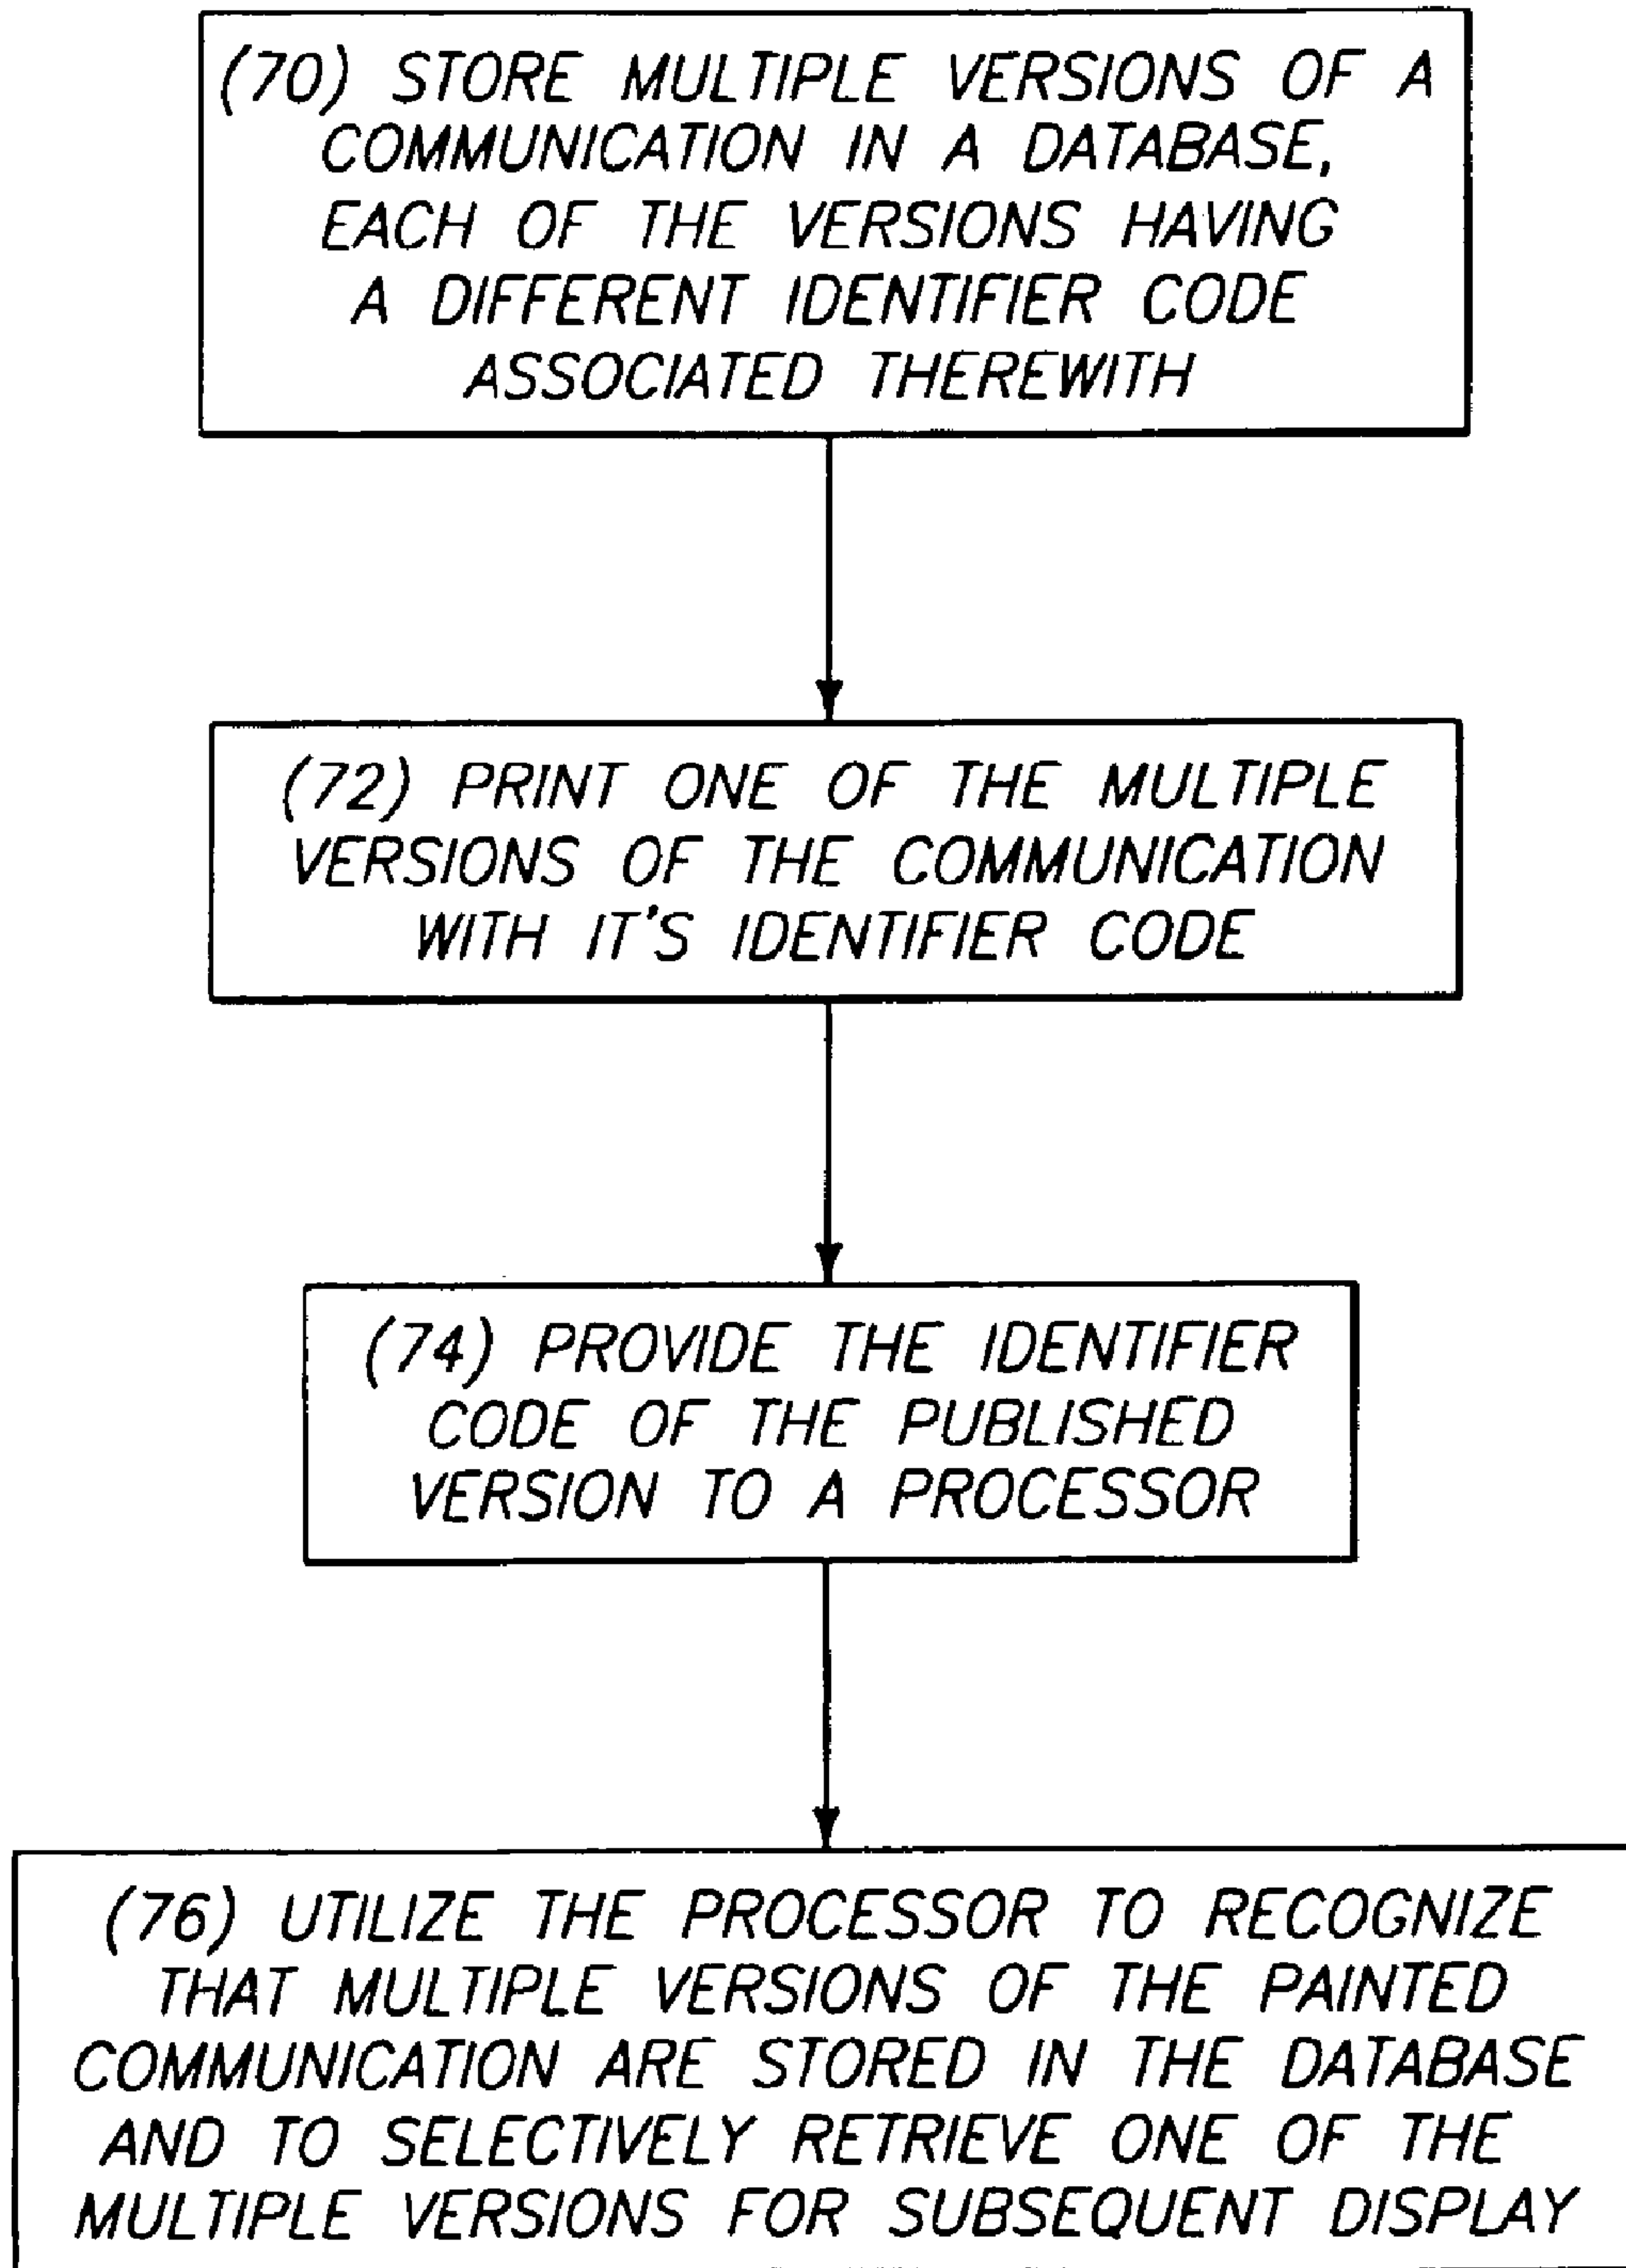 (70) STORE MULTIPLE VERSIONS OF A
COMMUNICATION IN A DATABASE,
EACH OF THE VERSIONS HAVING
A DIFFERENT IDENTIFIER CODE
ASSOCIATED THEREWITH
(72) PRINT ONE OF THE MULTIPLE
VERSIONS OF THE COMMUNICATION
WITH IT'S IDENTIFIER CODE
(74) PROVIDE THE IDENTIFIER
CODE OF THE PUBLISHED
VERSION TO A PROCESSOR
(76) UTILIZE THE PROCESSOR TO RECOGNIZE
THAT MULTIPLE VERSIONS OF THE PAINTED
COMMUNICATION ARE STORED IN THE DATABASE
AND TO SELECTIVELY RETRIEVE ONE OF THE
MULTIPLE VERSIONS FOR SUBSEQUENT DISPLAY